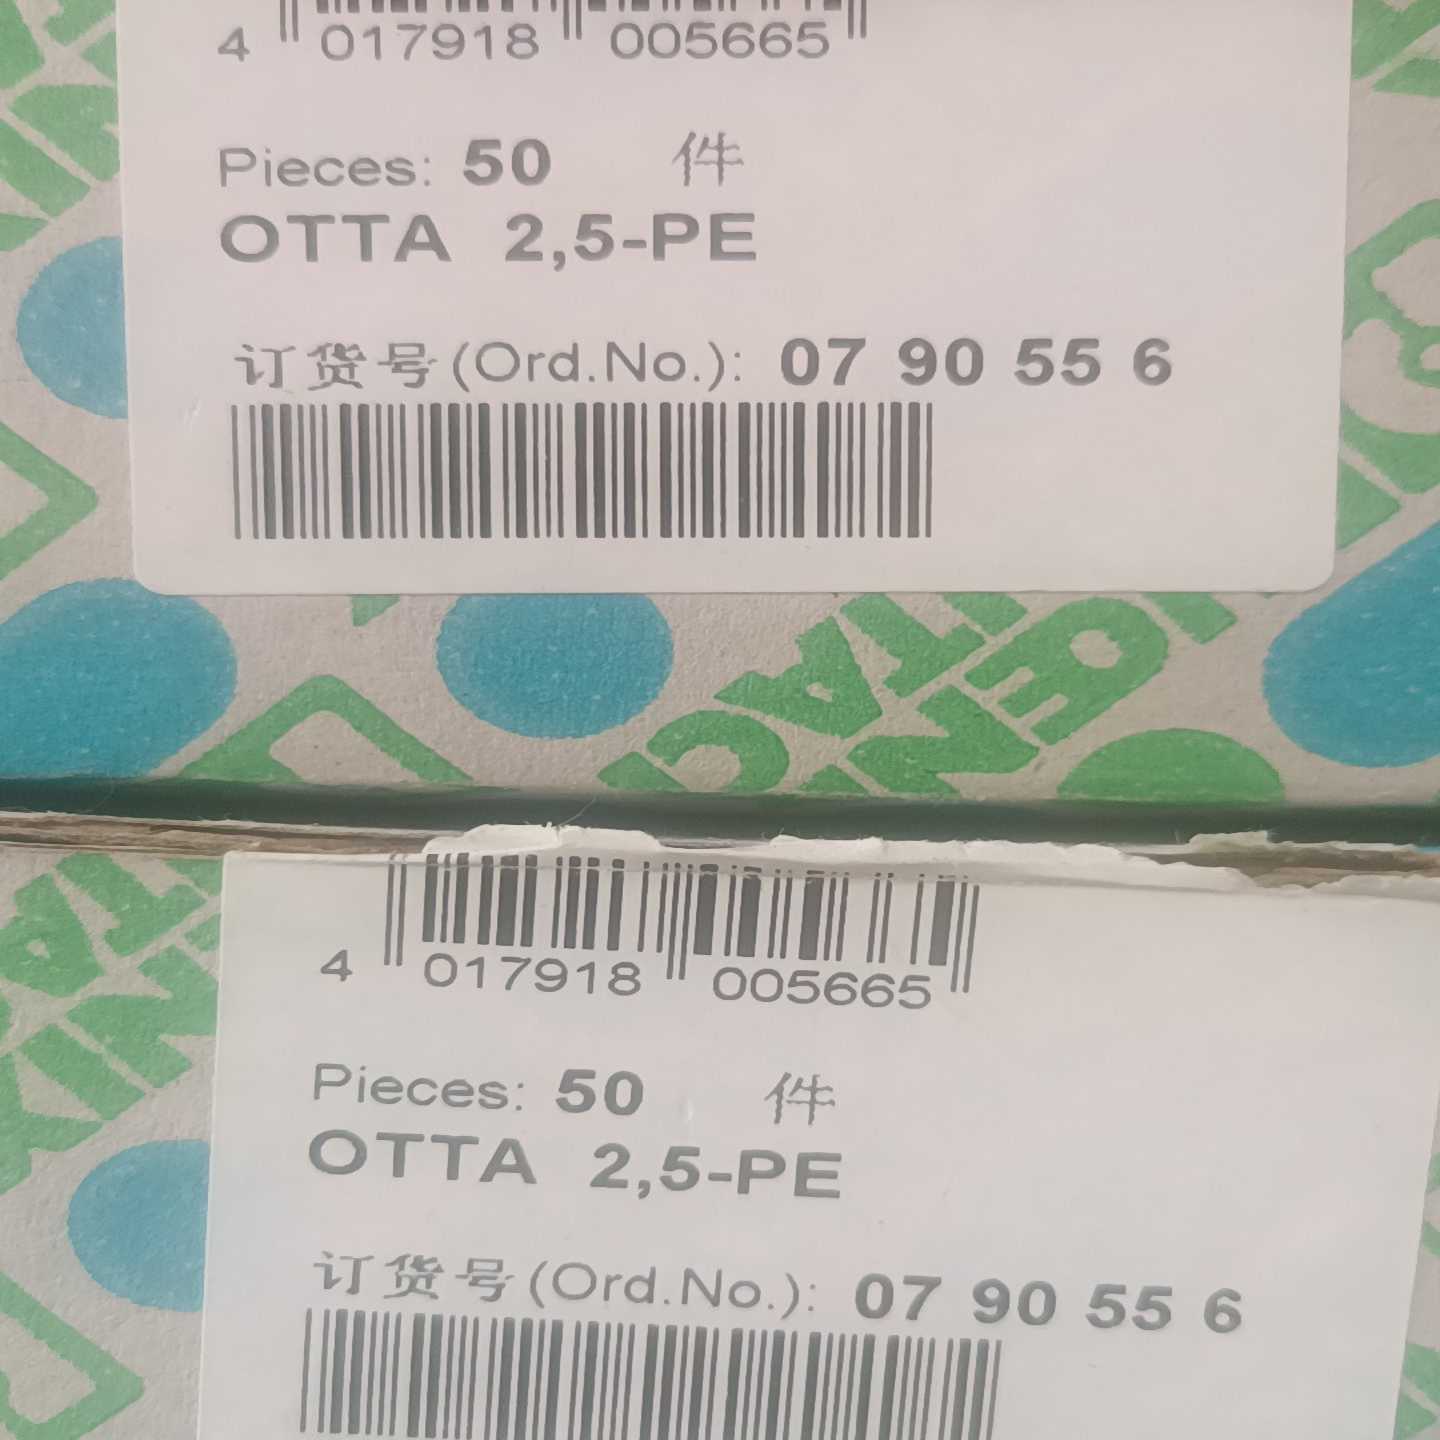 4 017918 005665
Pieces: 50 件
OTTA 2,5-PE
订货号(Ord.No.): 07 90 55 6
4 017918 005665
Pieces: 50 件
OTTA 2,5-PE
订货号(Ord.No.): 07 90 55 6